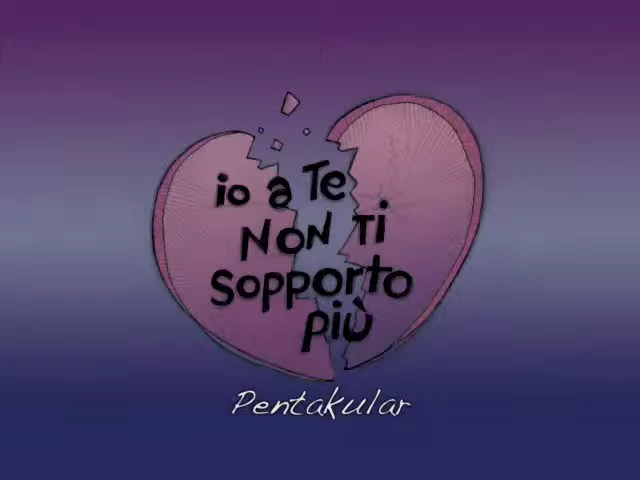 io a Te
NON Ti
sopporto
più
Pentakular